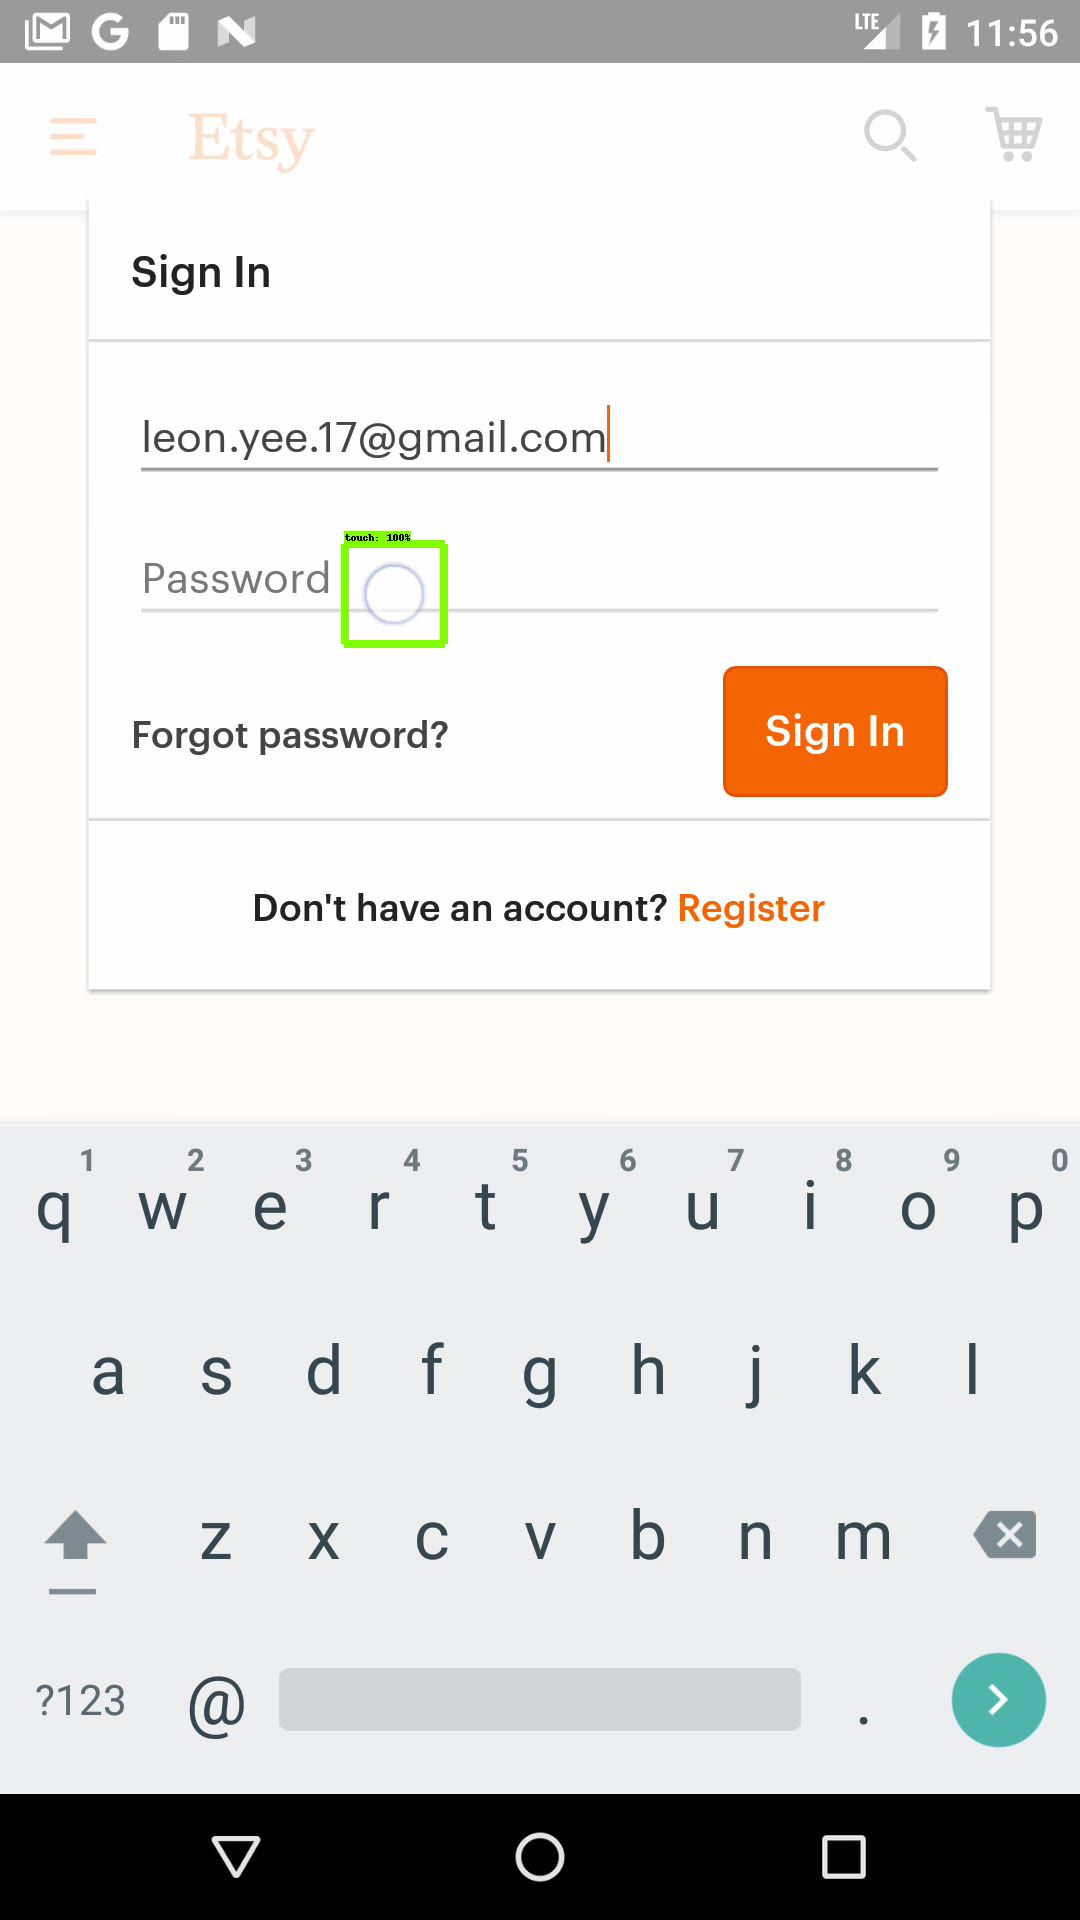 LTE 11:56
Etsy
Sign In
leon.yee.17@gmail.com
touch: 100%
Password
Forgot password?
Sign In
Don't have an account? Register
1 2 3 4 5 6 7 8 9 0
q w e r t y u i o p
a s d f g h j k l
z x c v b n m
?123 @ .